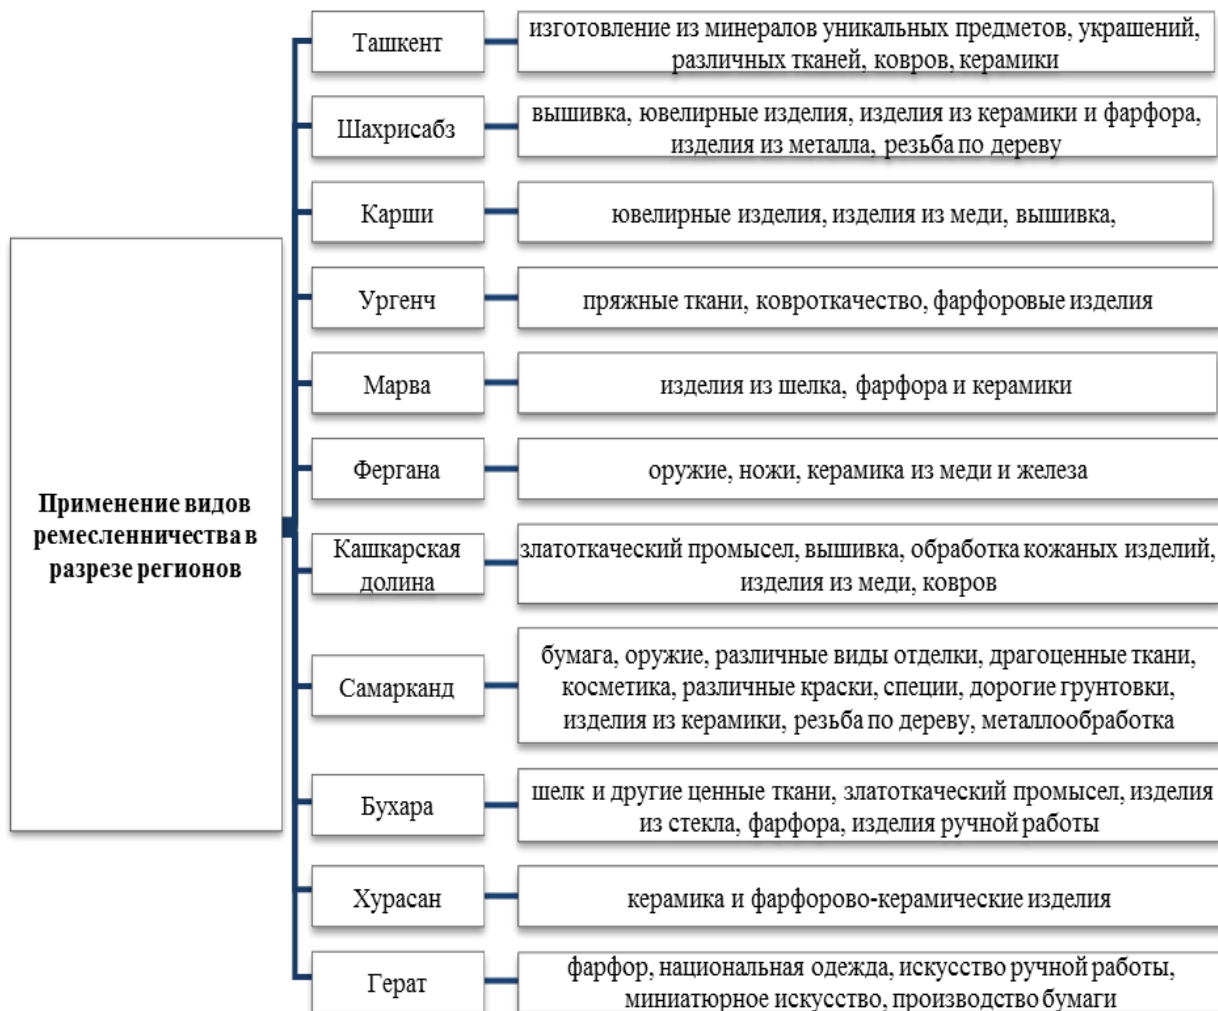 Применение видов
ремесленничества в
разрезе регионов
Ташкент
изготовление из минералов уникальных предметов, украшений,
различных тканей, ковров, керамики
Шахрисабз
вышивка, ювелирные изделия, изделия из керамики и фарфора,
изделия из металла, резьба по дереву
Карши
ювелирные изделия, изделия из меди, вышивка,
Ургенч
пряжные ткани, ковроткачество, фарфоровые изделия
Марва
изделия из шелка, фарфора и керамики
Фергана
оружие, ножи, керамика из меди и железа
Кашкарская
долина
златоткаческий промысел, вышивка, обработка кожаных изделий,
изделия из меди, ковров
Самарканд
бумага, оружие, различные виды отделки, драгоценные ткани,
косметика, различные краски, специи, дорогие грунтовки,
изделия из керамики, резьба по дереву, металлообработка
Бухара
шелк и другие ценные ткани, златоткаческий промысел, изделия
из стекла, фарфора, изделия ручной работы
Хурасан
керамика и фарфорово-керамические изделия
Герат
фарфор, национальная одежда, искусство ручной работы,
миниатюрное искусство, производство бумаги